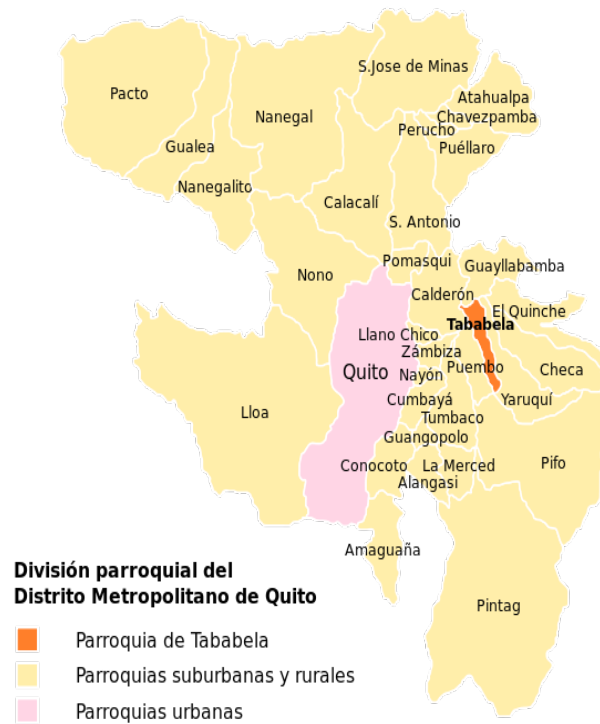 S.Jose de Minas
Pacto
Atahualpa
Nanegal
Chavezpamba
Perucho
Gualea
Puéllaro
Nanegalito
Calacalí
S. Antonio
Pomasqui
Guayllabamba
Nono
Calderón
El Quinche
Tababela
Llano Chico
Zámbiza
Quito
Nayón
Puembo
Checa
Cumbayá
Yaruquí
Lloa
Tumbaco
Guangopolo
Conocoto
La Merced
Pifo
Alangasi
Amaguaña
Pintag
División parroquial del
Distrito Metropolitano de Quito
Parroquia de Tababela
Parroquias suburbanas y rurales
Parroquias urbanas